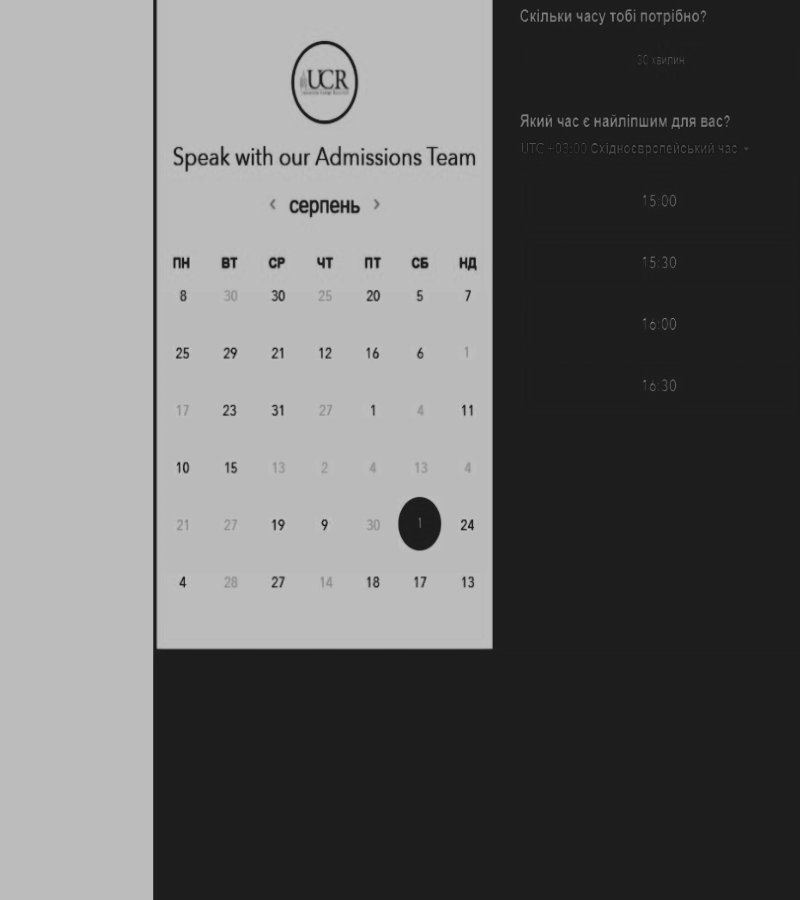 UCR
Speak with our Admissions Team
‹ серпень ›
ПН ВТ СР ЧТ ПТ СБ НД
8 30 30 25 20 5 7
25 29 21 12 16 6 1
17 23 31 27 1 4 11
10 15 13 2 4 13 4
21 27 19 9 30 1 24
4 28 27 14 18 17 13
Скільки часу тобі потрібно?
30 хвилин
Який час є найліпшим для вас?
UTC +03:00 Східноєвропейський час
15:00
15:30
16:00
16:30